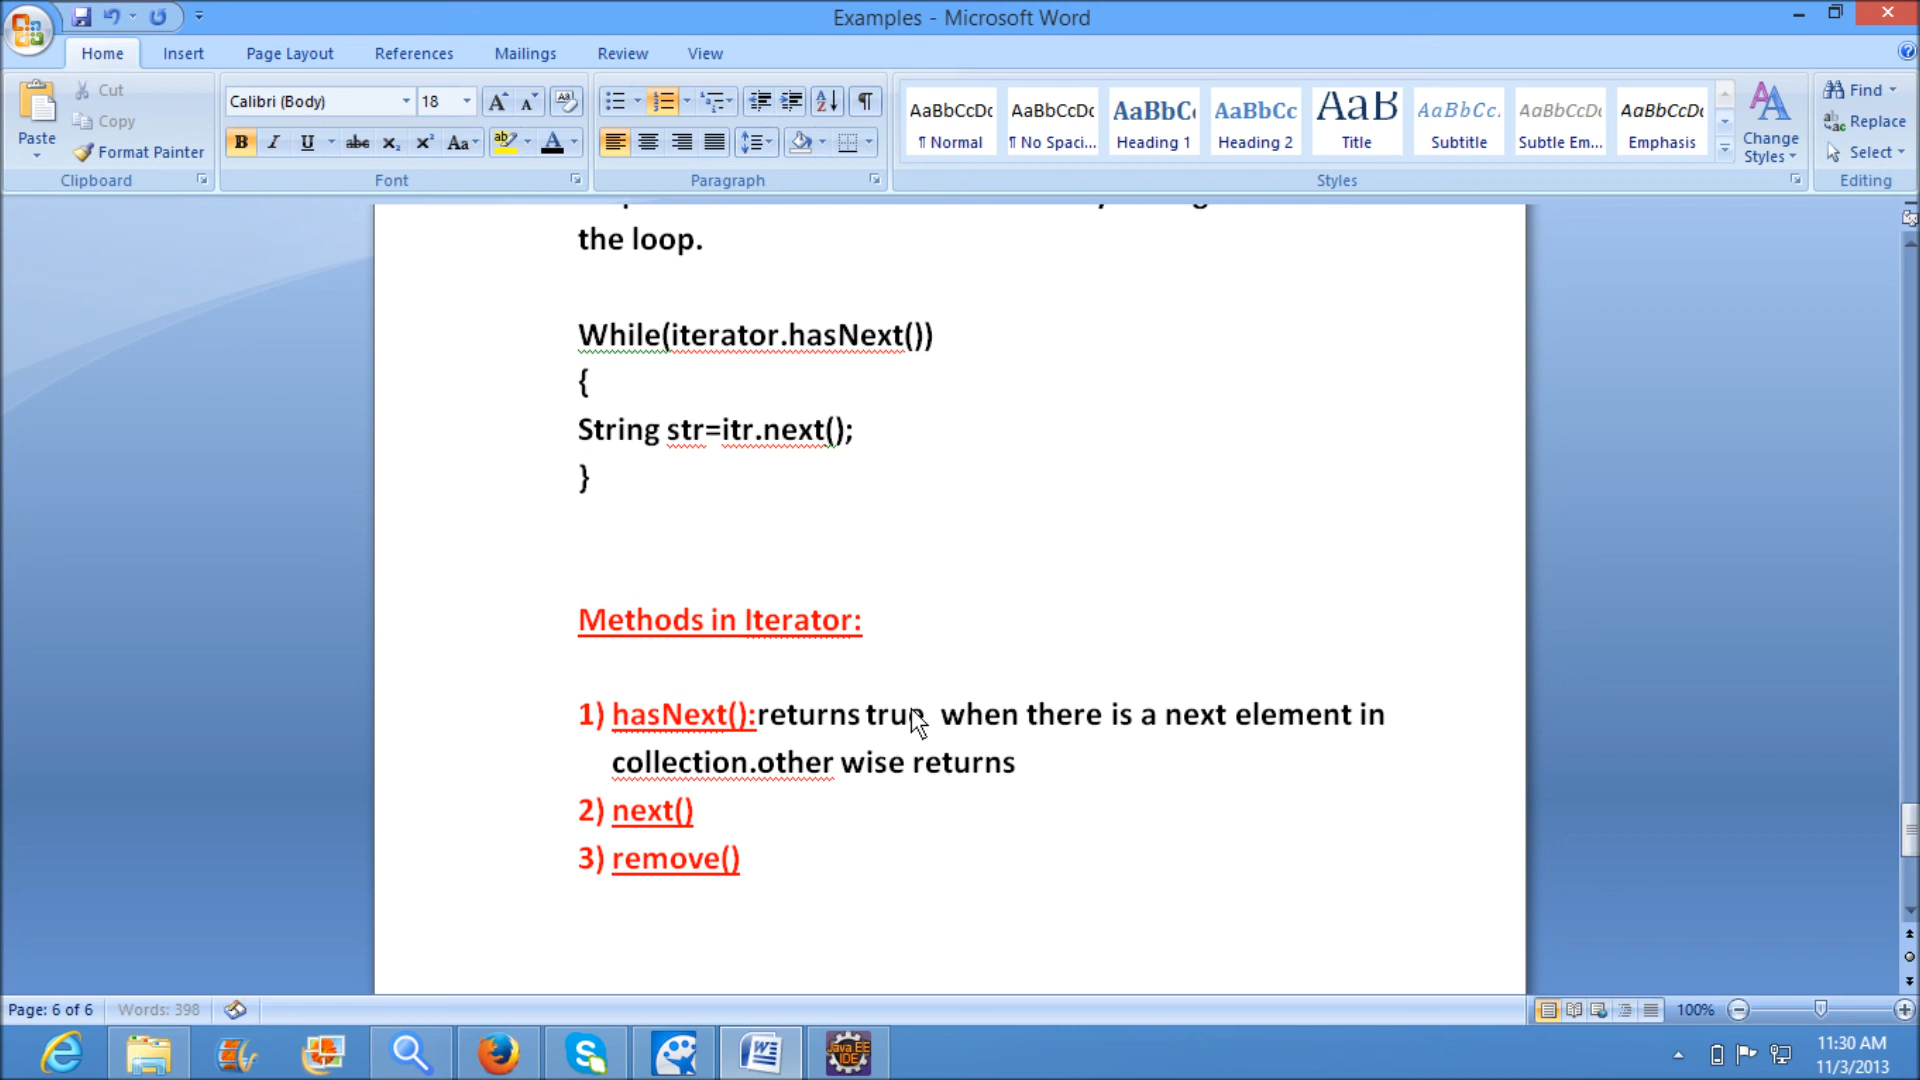 Examples - Microsoft Word
Home Insert Page Layout References Mailings Review View
Paste
Cut
Copy
Format Painter
Clipboard
Calibri (Body) 18
Font
Paragraph
AaBbCcDc AaBbCcDc AaBbC AaBbCc AaB AaBbCc. AaBbCcDc AaBbCcDc
¶ Normal ¶ No Spaci... Heading 1 Heading 2 Title Subtitle Subtle Em... Emphasis
Change Styles
Styles
Find
Replace
Select
Editing
the loop.
While(iterator.hasNext())
{
String str=itr.next();
}
Methods in Iterator:
1) hasNext():returns true when there is a next element in
collection.other wise returns
2) next()
3) remove()
Page: 6 of 6 Words: 398 100%
Java EE
IDE
11:30 AM
11/3/2013